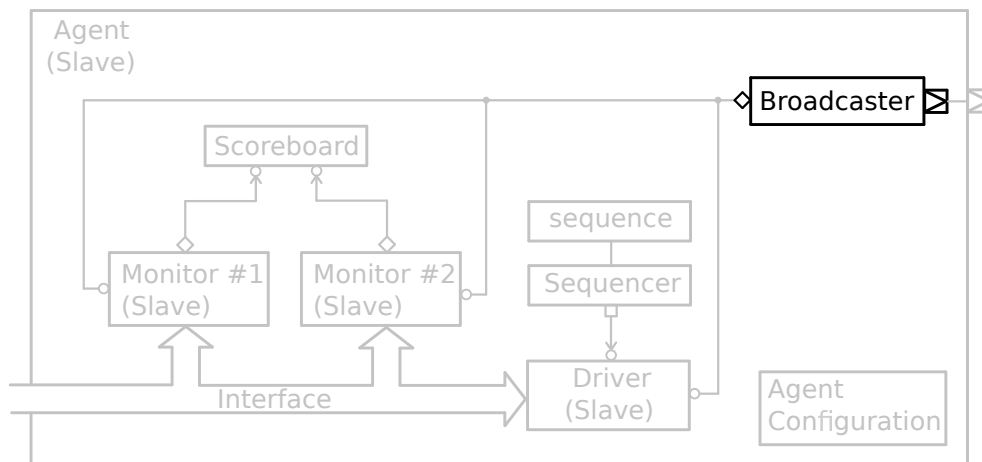 Agent
(Slave)
Broadcaster
Scoreboard
sequence
Monitor #1
(Slave)
Monitor #2
(Slave)
Sequencer
Driver
(Slave)
Interface
Agent
Configuration